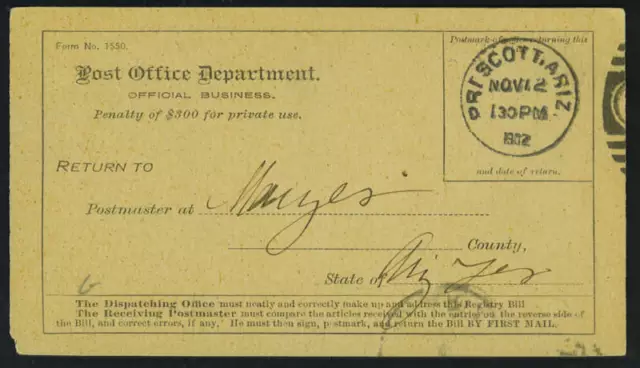 Form No. 1550.
Post Office Department.
OFFICIAL BUSINESS.
Penalty of $300 for private use.
Postmark of office returning this
PRESCOTT, ARIZ.
NOV 12
1 30 PM
1902
and date of return.
RETURN TO
Postmaster at
County,
State of Ariz Ter
The Dispatching Office must neatly and correctly make up and address this Registry Bill
The Receiving Postmaster must compare the articles received with the entries on the reverse side of
the Bill, and correct errors, if any. He must then sign, postmark, and return the Bill BY FIRST MAIL.